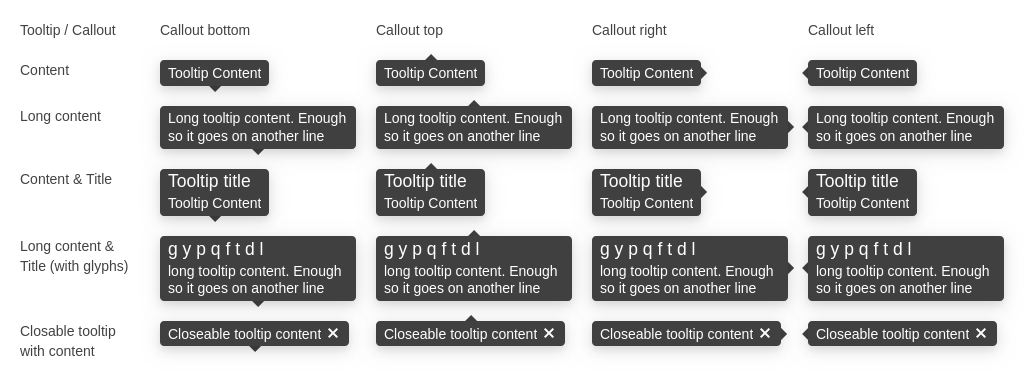 Tooltip / Callout Callout bottom Callout top Callout right Callout left
Content Tooltip Content Tooltip Content Tooltip Content Tooltip Content
Long content Long tooltip content. Enough Long tooltip content. Enough Long tooltip content. Enough Long tooltip content. Enough
so it goes on another line so it goes on another line so it goes on another line so it goes on another line
Content & Title Tooltip title Tooltip title Tooltip title Tooltip title
Tooltip Content Tooltip Content Tooltip Content Tooltip Content
Long content & g y p q f t d l g y p q f t d l g y p q f t d l g y p q f t d l
Title (with glyphs) long tooltip content. Enough long tooltip content. Enough long tooltip content. Enough long tooltip content. Enough
so it goes on another line so it goes on another line so it goes on another line so it goes on another line
Closable tooltip Closeable tooltip content ✕ Closeable tooltip content ✕ Closeable tooltip content ✕ Closeable tooltip content ✕
with content